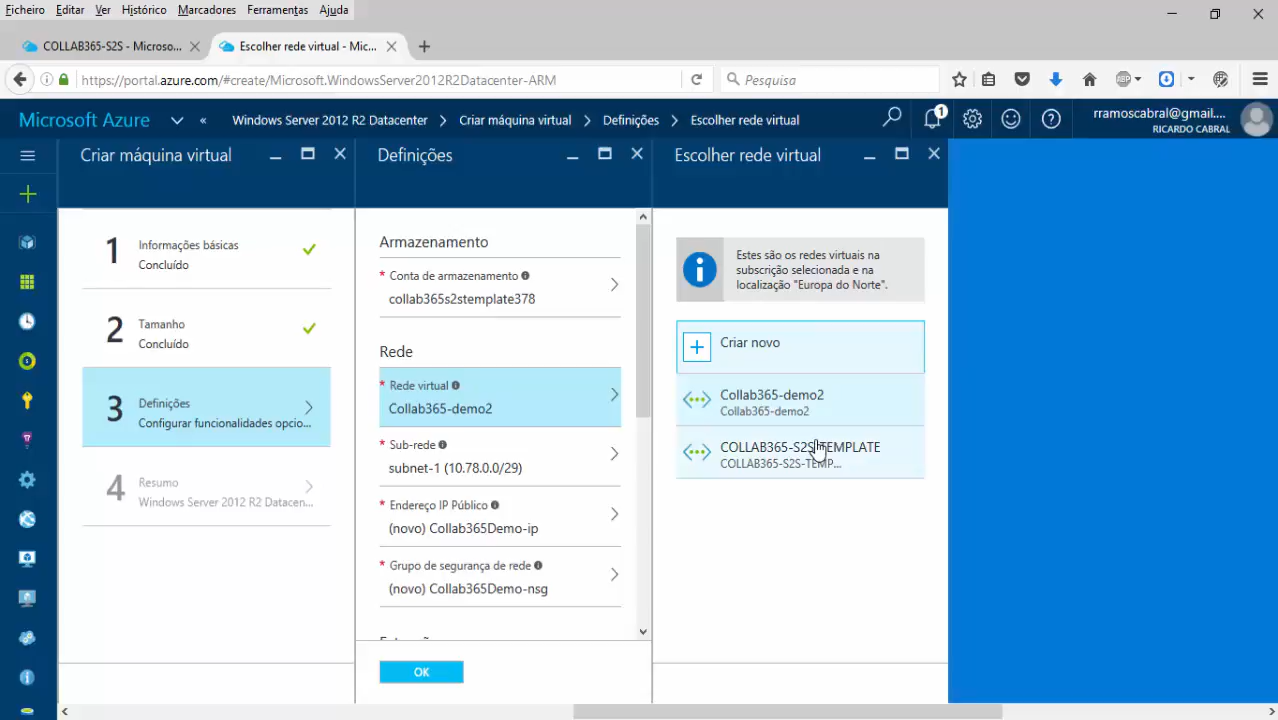 Ficheiro Editar Ver Histórico Marcadores Ferramentas Ajuda
COLLAB365-S2S - Microso...
Escolher rede virtual - Mic...
https://portal.azure.com/#create/Microsoft.WindowsServer2012R2Datacenter-ARM
Pesquisa
ABP
Microsoft Azure
Windows Server 2012 R2 Datacenter
Criar máquina virtual
Definições
Escolher rede virtual
1
rramoscabral@gmail....
RICARDO CABRAL
Criar máquina virtual
1
Informações básicas
Concluído
2
Tamanho
Concluído
3
Definições
Configurar funcionalidades opcio...
4
Resumo
Windows Server 2012 R2 Datacen...
Definições
Armazenamento
* Conta de armazenamento
collab365s2stemplate378
Rede
* Rede virtual
Collab365-demo2
* Sub-rede
subnet-1 (10.78.0.0/29)
* Endereço IP Público
(novo) Collab365Demo-ip
* Grupo de segurança de rede
(novo) Collab365Demo-nsg
OK
Escolher rede virtual
Estes são os redes virtuais na
subscrição selecionada e na
localização "Europa do Norte".
Criar novo
Collab365-demo2
Collab365-demo2
COLLAB365-S2S-TEMPLATE
COLLAB365-S2S-TEMP...